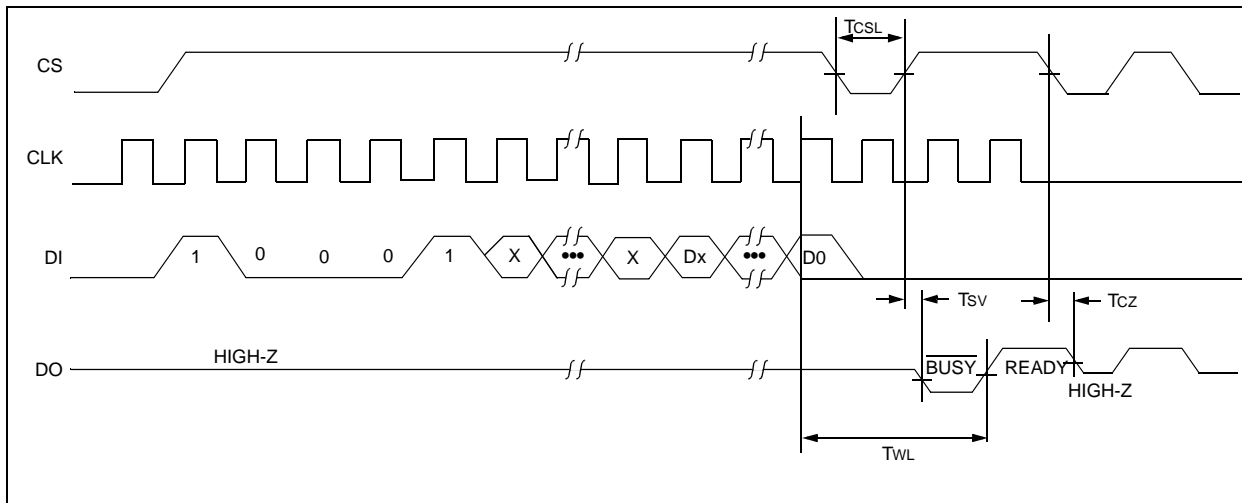 TCSL
CS
CLK
DI 1 0 0 0 1 X ••• X Dx ••• D0
TSV TCZ
HIGH-Z
DO BUSY READY
HIGH-Z
TWL